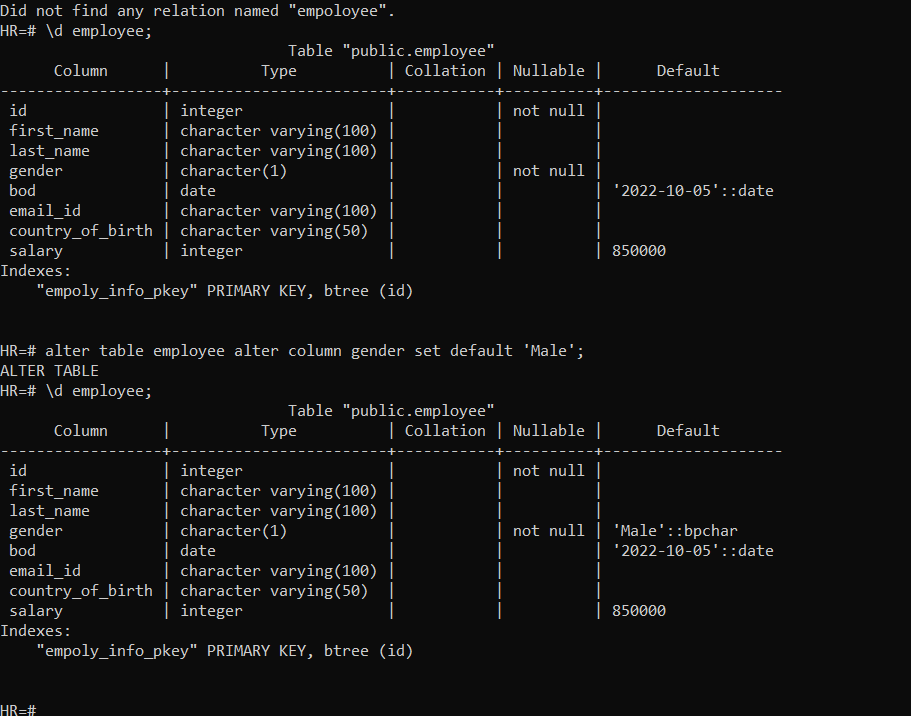 Did not find any relation named "empoloyee".
HR=# \d employee;
                                Table "public.employee"
      Column      |          Type          | Collation | Nullable |      Default
------------------+------------------------+-----------+----------+--------------------
 id               | integer                |           | not null |
 first_name       | character varying(100) |           |          |
 last_name        | character varying(100) |           |          |
 gender           | character(1)           |           | not null |
 bod              | date                   |           |          | '2022-10-05'::date
 email_id         | character varying(100) |           |          |
 country_of_birth | character varying(50)  |           |          |
 salary           | integer                |           |          | 850000
Indexes:
    "empoly_info_pkey" PRIMARY KEY, btree (id)
HR=# alter table employee alter column gender set default 'Male';
ALTER TABLE
HR=# \d employee;
                                Table "public.employee"
      Column      |          Type          | Collation | Nullable |      Default
------------------+------------------------+-----------+----------+--------------------
 id               | integer                |           | not null |
 first_name       | character varying(100) |           |          |
 last_name        | character varying(100) |           |          |
 gender           | character(1)           |           | not null | 'Male'::bpchar
 bod              | date                   |           |          | '2022-10-05'::date
 email_id         | character varying(100) |           |          |
 country_of_birth | character varying(50)  |           |          |
 salary           | integer                |           |          | 850000
Indexes:
    "empoly_info_pkey" PRIMARY KEY, btree (id)
HR=#